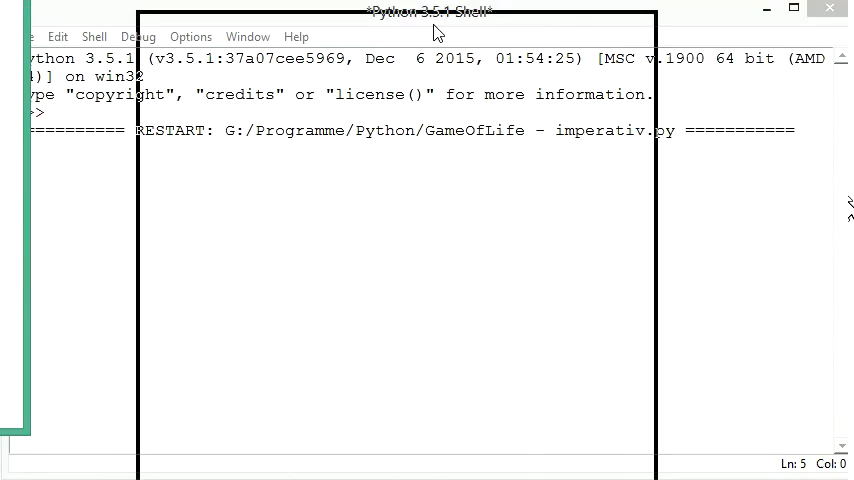 *Python 3.5.1 Shell*
e Edit Shell Debug Options Window Help
ython 3.5.1 (v3.5.1:37a07cee5969, Dec  6 2015, 01:54:25) [MSC v.1900 64 bit (AMD
4)] on win32
ype "copyright", "credits" or "license()" for more information.
>>
========== RESTART: G:/Programme/Python/GameOfLife - imperativ.py ===========
Ln: 5 Col: 0